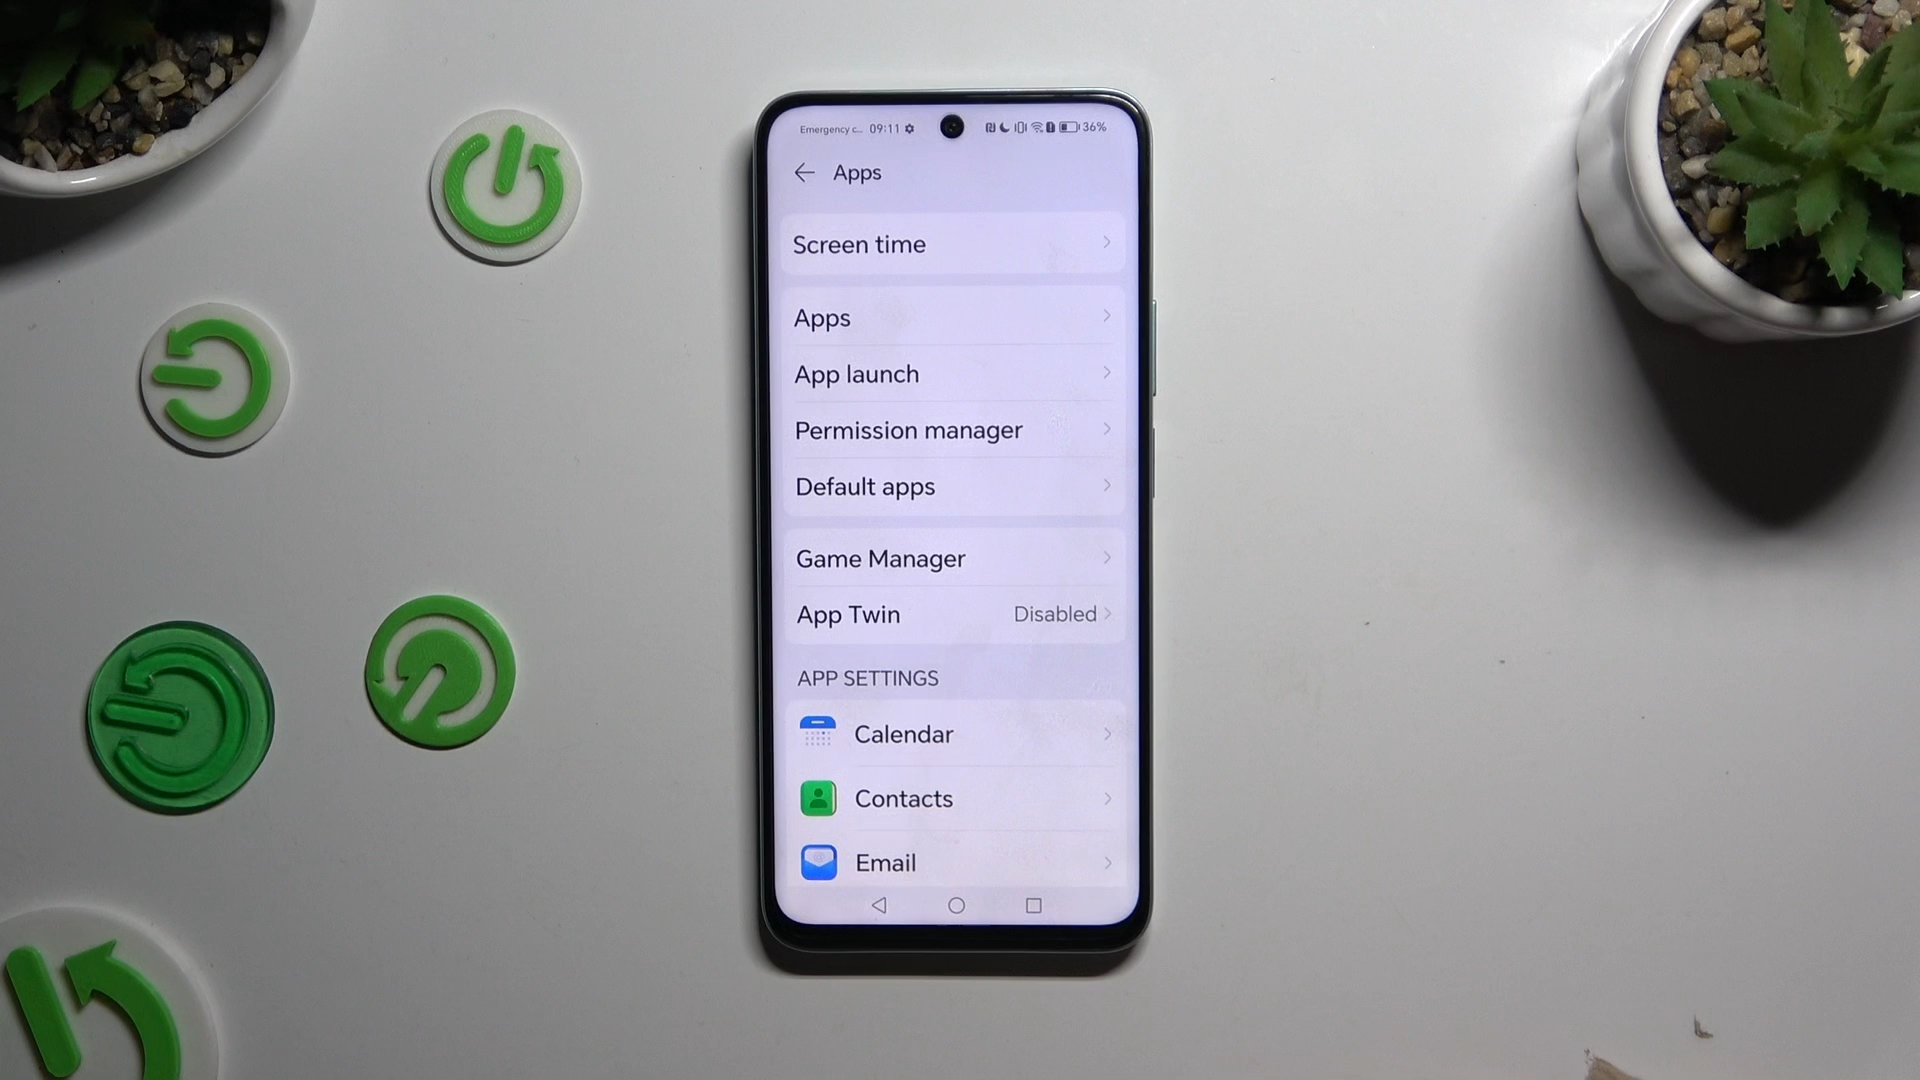 Emergency c... 09:11 36%
Apps
Screen time
Apps
App launch
Permission manager
Default apps
Game Manager
App Twin Disabled
APP SETTINGS
Calendar
Contacts
Email